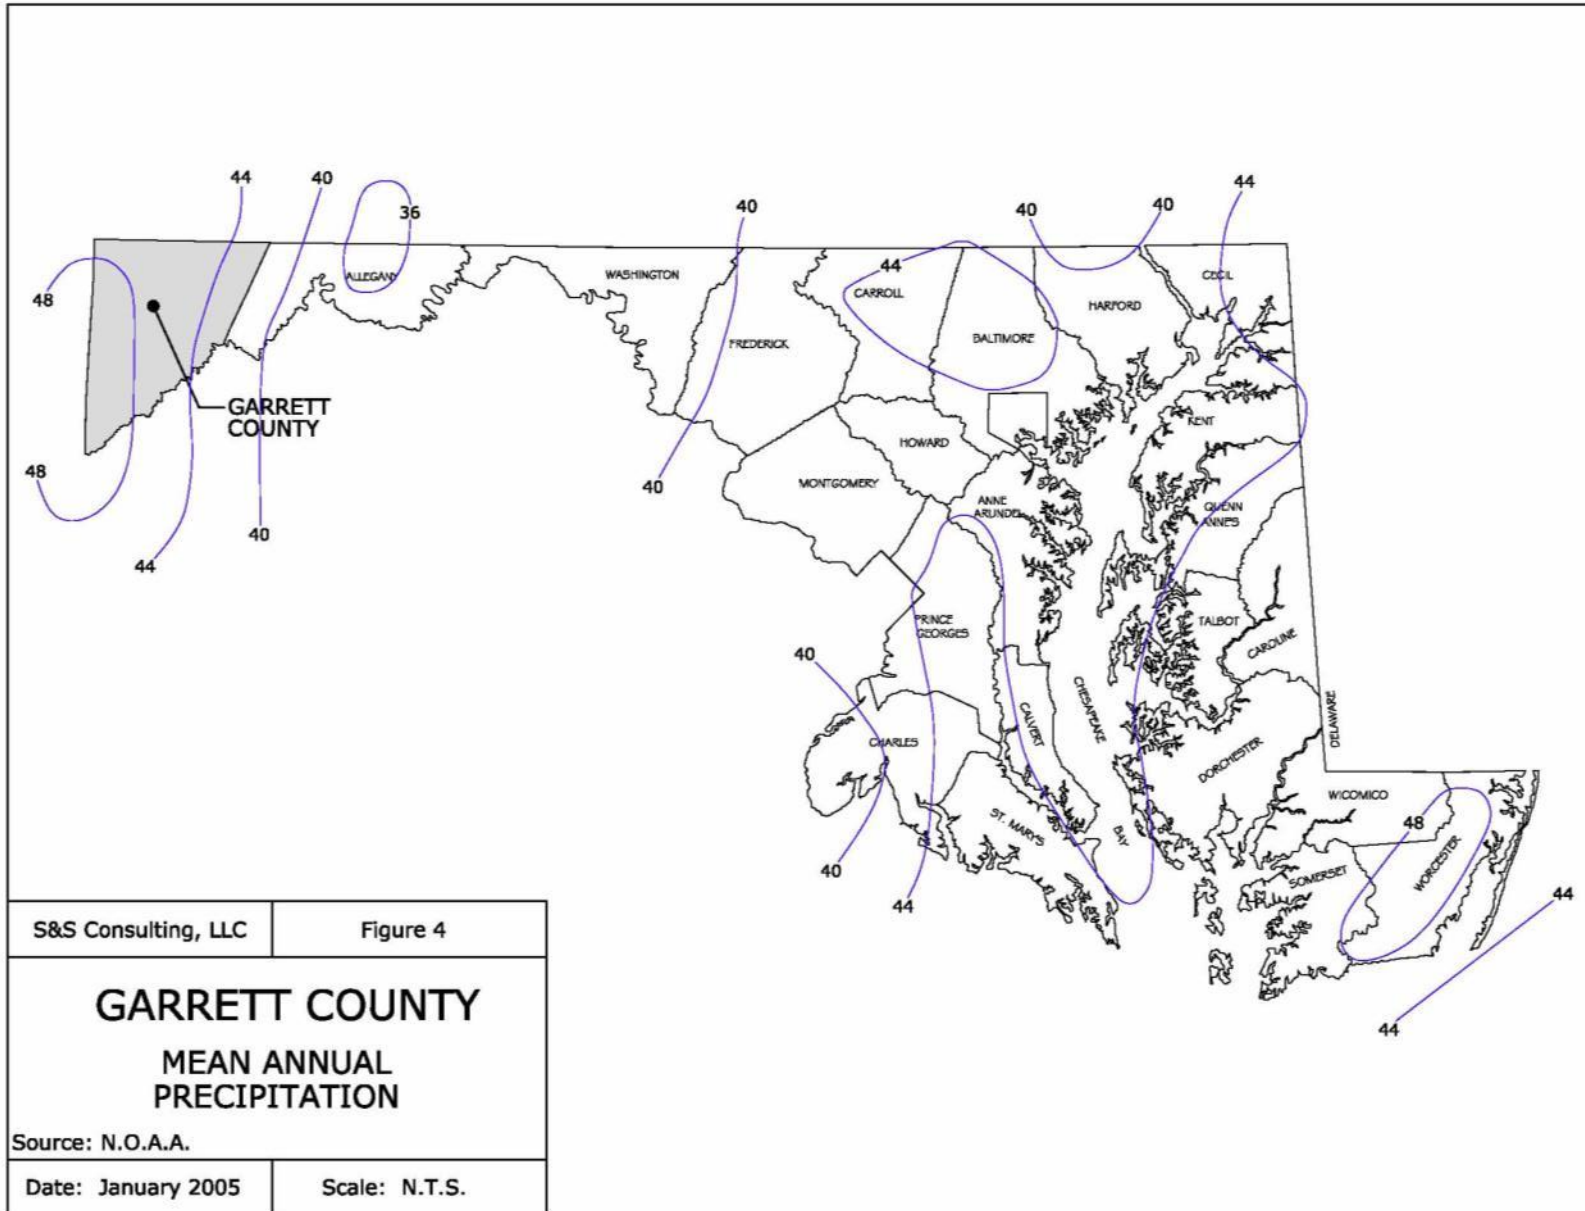 44
40
36
48
GARRETT
COUNTY
48
44
40
ALLEGANY
WASHINGTON
40
FREDERICK
40
44
CARROLL
BALTIMORE
40
40
HARFORD
44
CECIL
KENT
HOWARD
MONTGOMERY
ANNE
ARUNDEL
QUENN
ANNES
PRINCE
GEORGES
TALBOT
CAROLINE
40
CHARLES
CALVERT
CHESAPEAKE
BAY
DELAWARE
DORCHESTER
ST. MARYS
40
44
WICOMICO
48
WORCESTER
SOMERSET
44
44
S&S Consulting, LLC
Figure 4
GARRETT COUNTY
MEAN ANNUAL
PRECIPITATION
Source: N.O.A.A.
Date: January 2005
Scale: N.T.S.